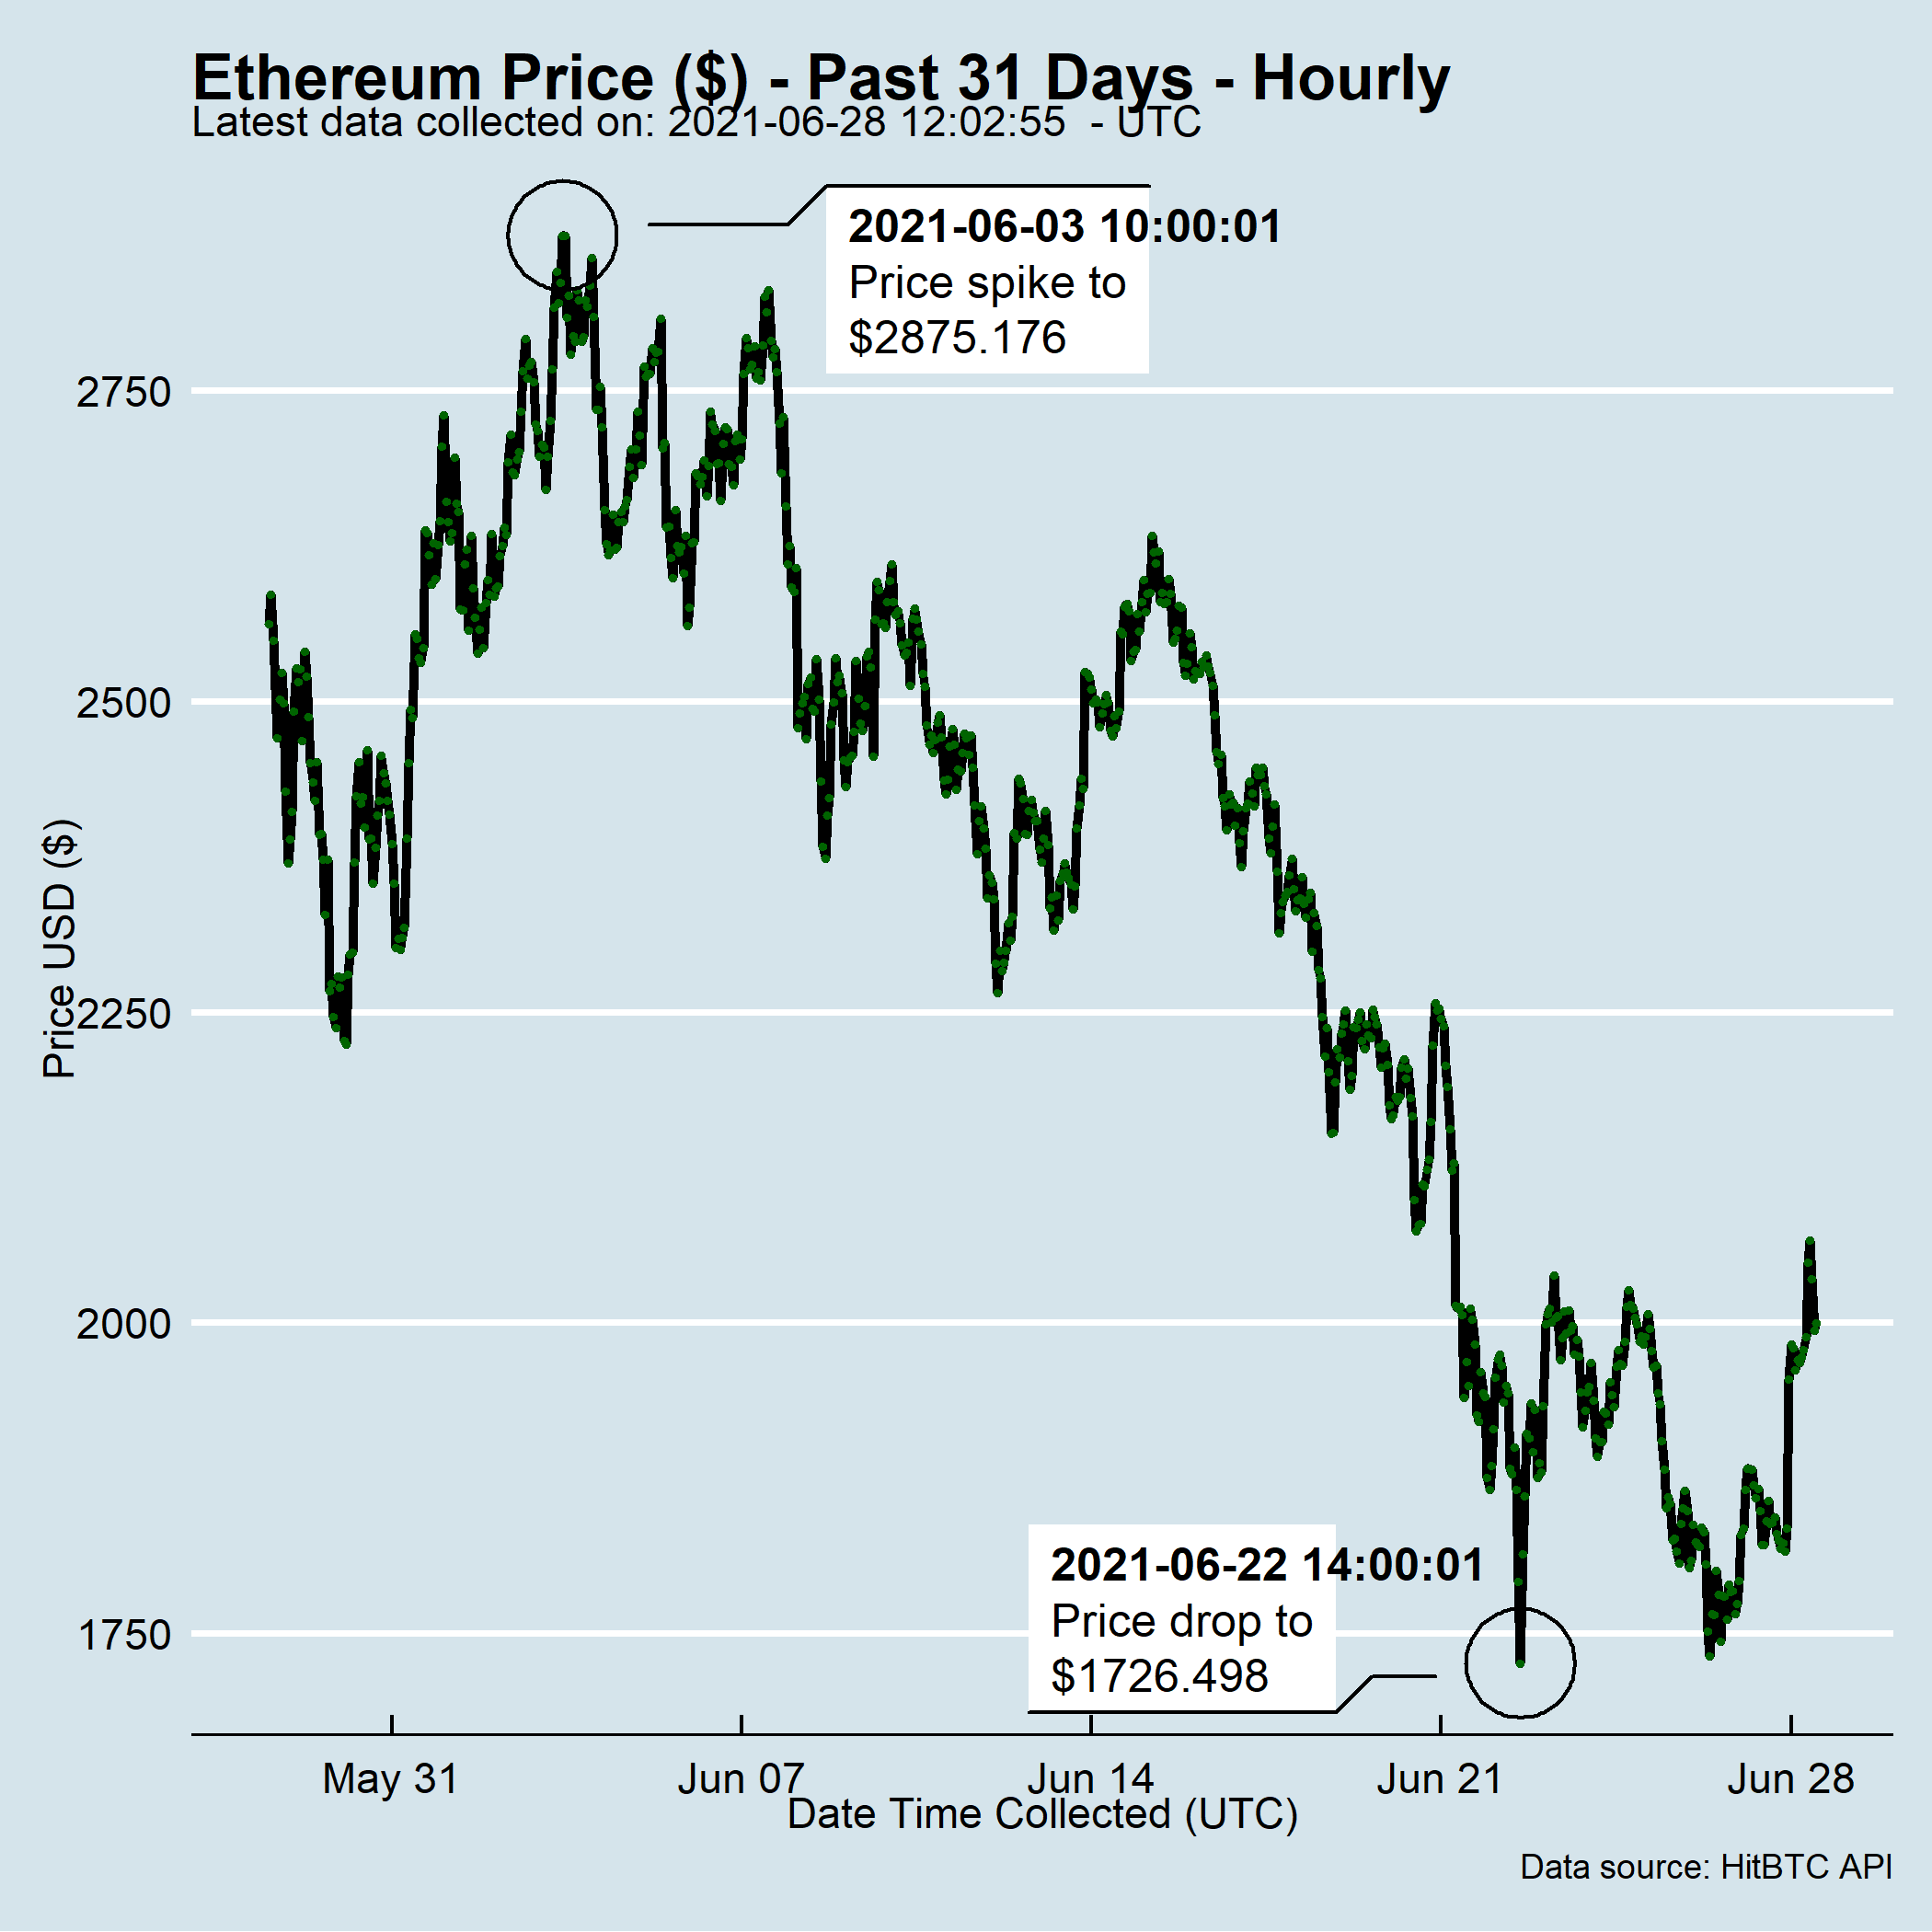 Ethereum Price ($) - Past 31 Days - Hourly
Latest data collected on: 2021-06-28 12:02:55  - UTC
2021-06-03 10:00:01
Price spike to
$2875.176
2750
2500
2250
2000
1750
Price USD ($)
2021-06-22 14:00:01
Price drop to
$1726.498
May 31 Jun 07 Jun 14 Jun 21 Jun 28
Date Time Collected (UTC)
Data source: HitBTC API